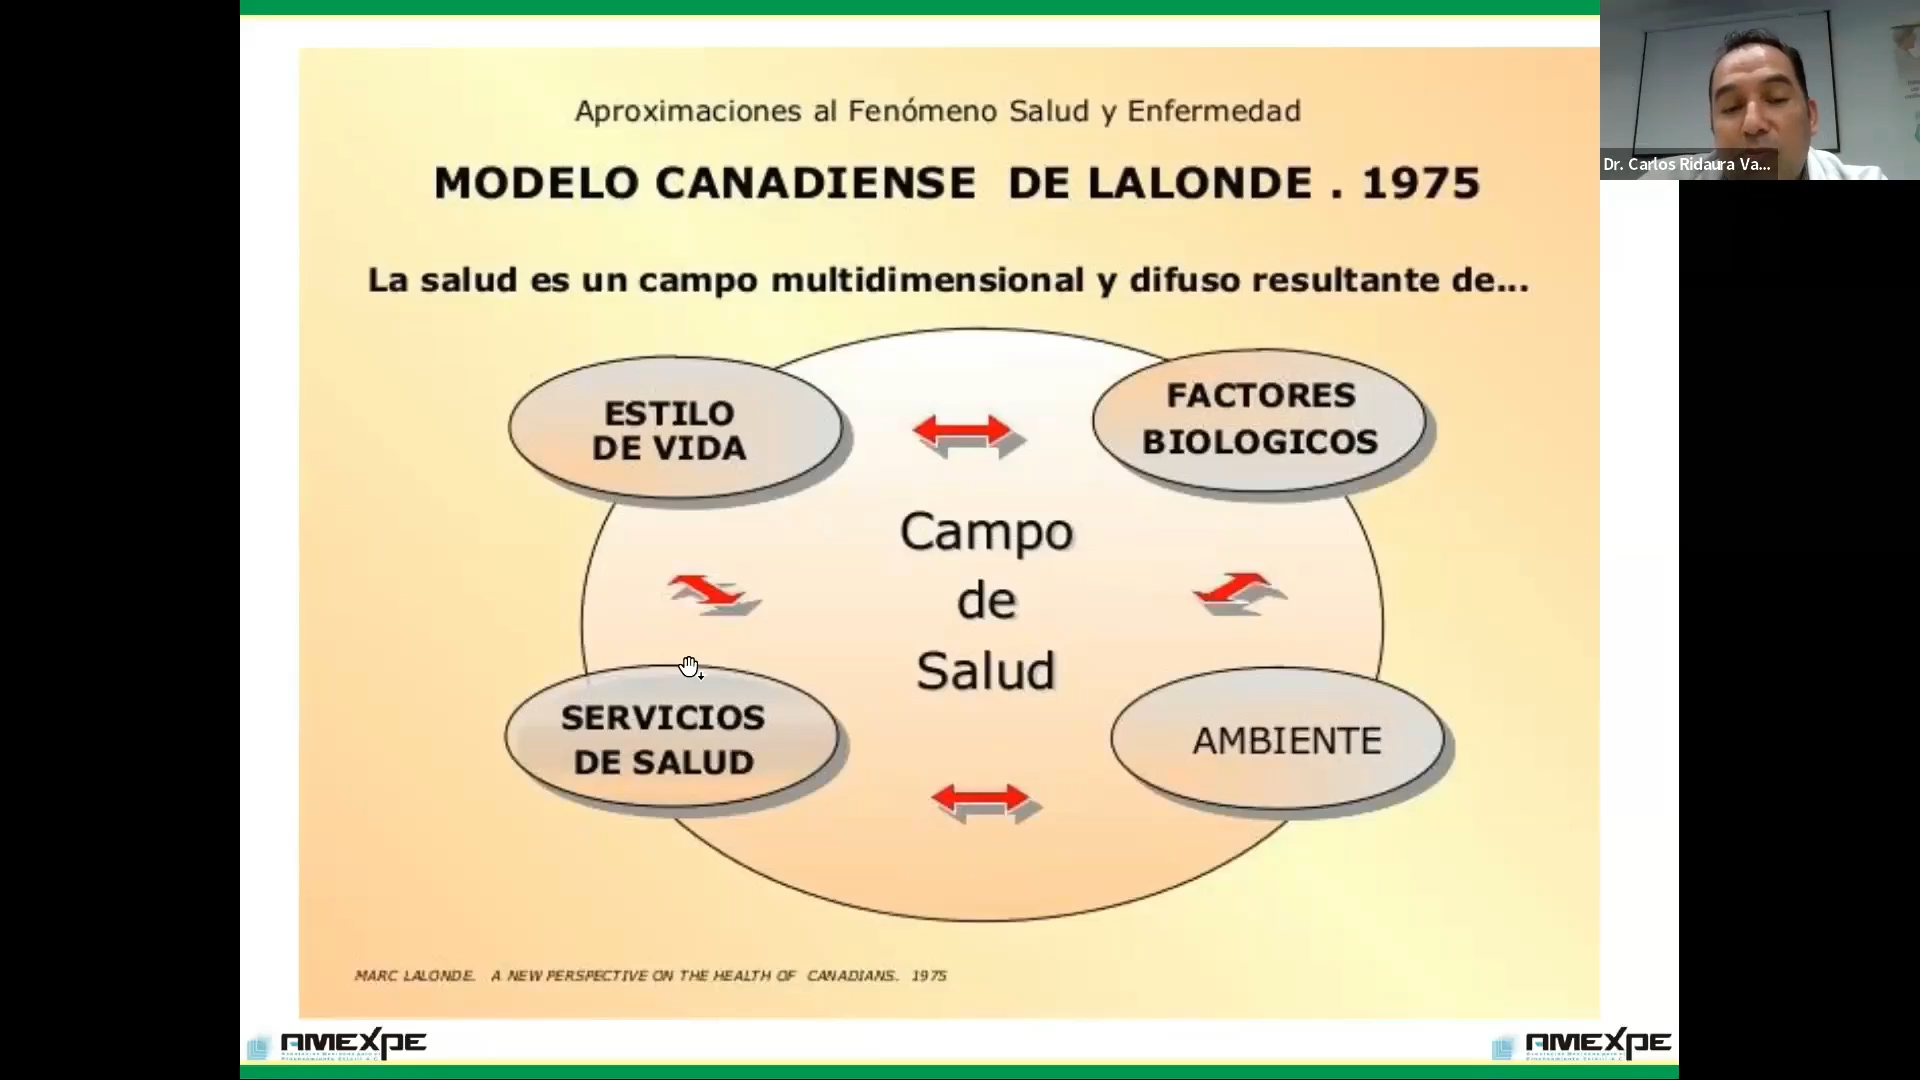 Aproximaciones al Fenómeno Salud y Enfermedad
MODELO CANADIENSE DE LALONDE . 1975
La salud es un campo multidimensional y difuso resultante de...
ESTILO
DE VIDA
FACTORES
BIOLOGICOS
Campo
de
Salud
SERVICIOS
DE SALUD
AMBIENTE
MARC LALONDE. A NEW PERSPECTIVE ON THE HEALTH OF CANADIANS. 1975
AMEXPE
AMEXPE
Dr. Carlos Ridaura Va...